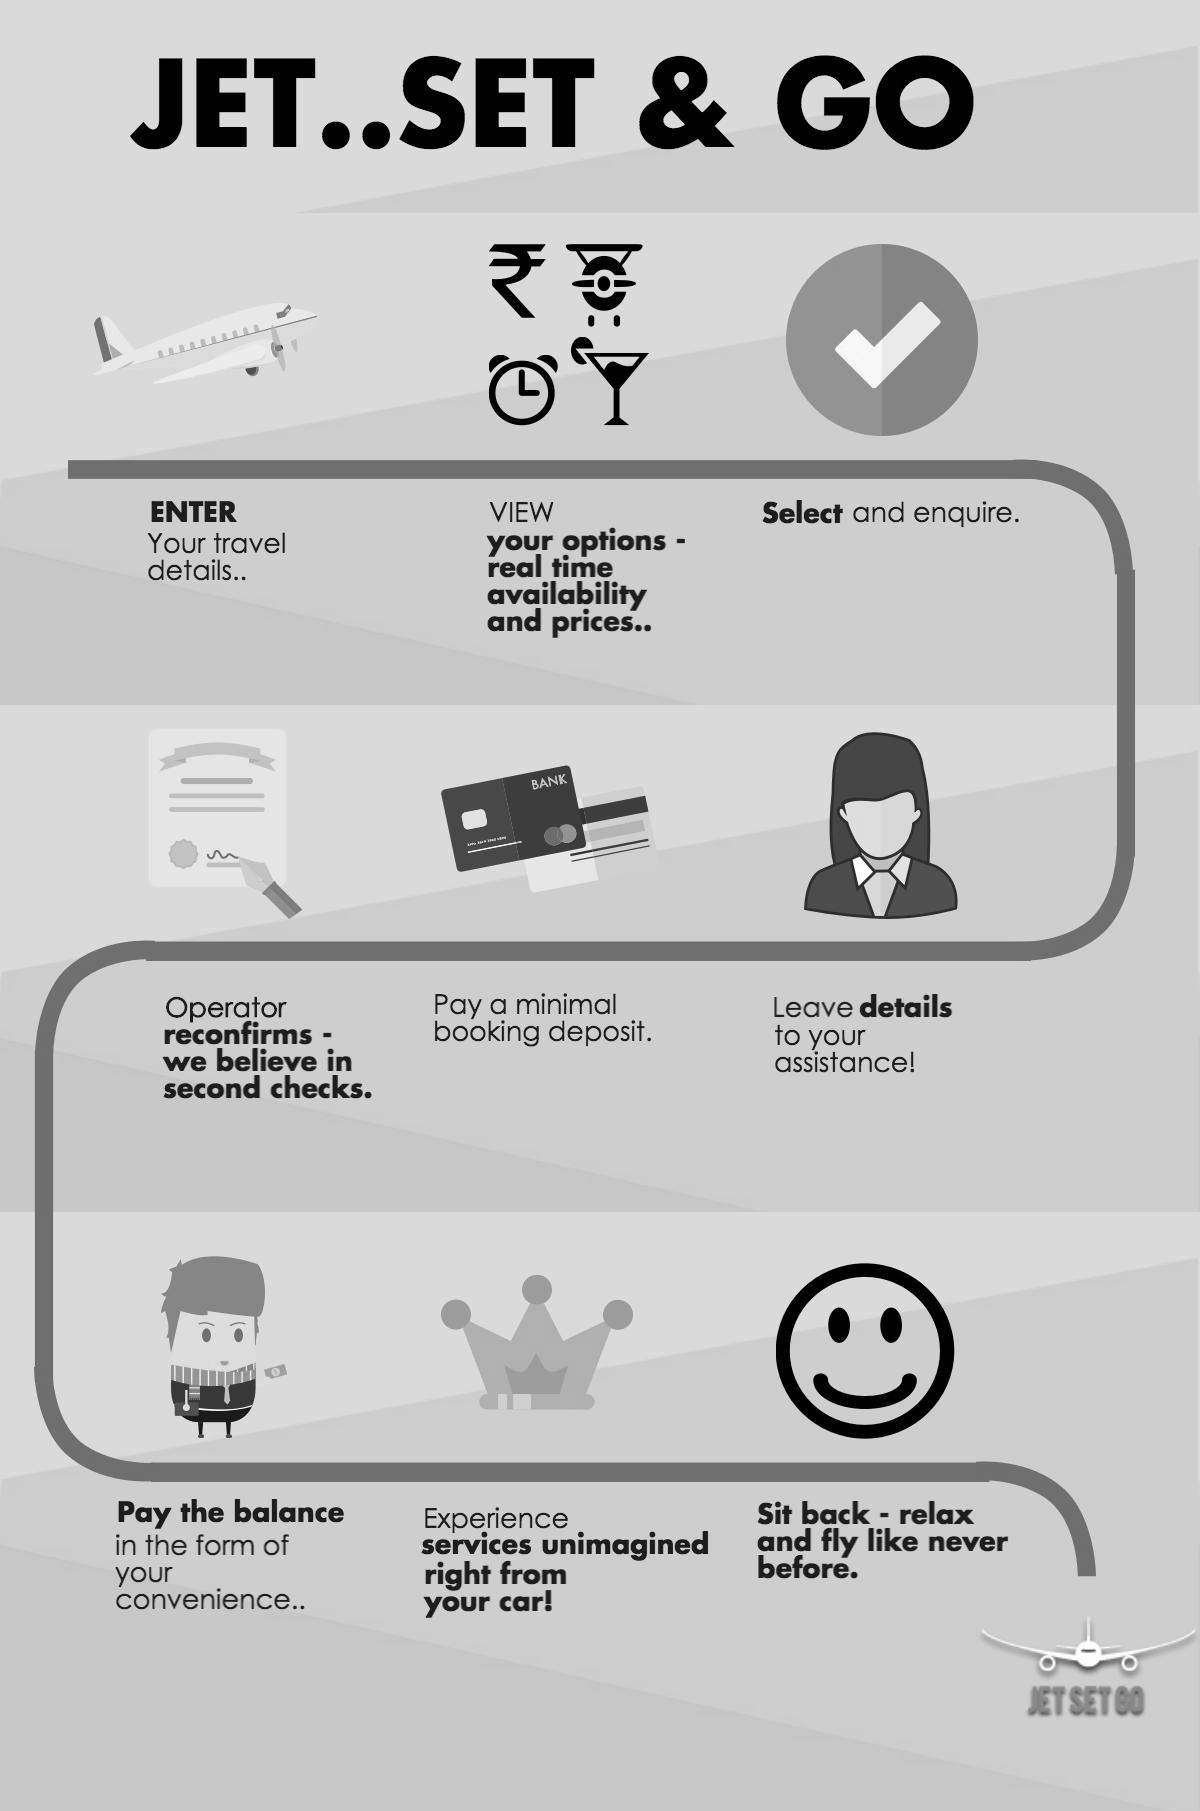 JET..SET & GO
ENTER
Your travel
details..
VIEW
your options -
real time
availability
and prices..
Select and enquire.
BANK
Operator
reconfirms -
we believe in
second checks.
Pay a minimal
booking deposit.
Leave details
to your
assistance!
Pay the balance
in the form of
your
convenience..
Experience
services unimagined
right from
your car!
Sit back - relax
and fly like never
before.
JET SET GO